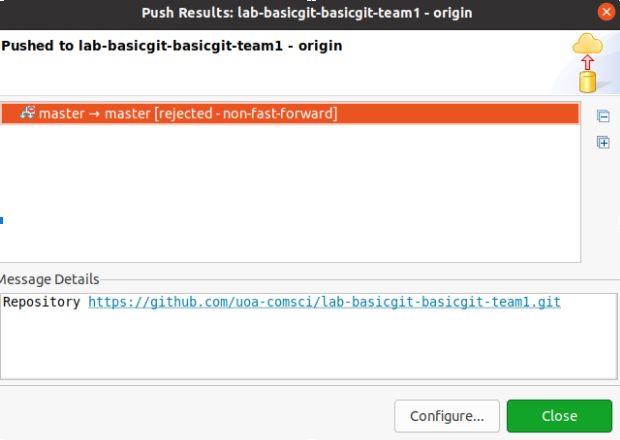 Push Results: lab-basicgit-basicgit-team1 - origin
Pushed to lab-basicgit-basicgit-team1 - origin
master → master [rejected - non-fast-forward]
Message Details
Repository https://github.com/uoa-comsci/lab-basicgit-basicgit-team1.git
Configure...
Close